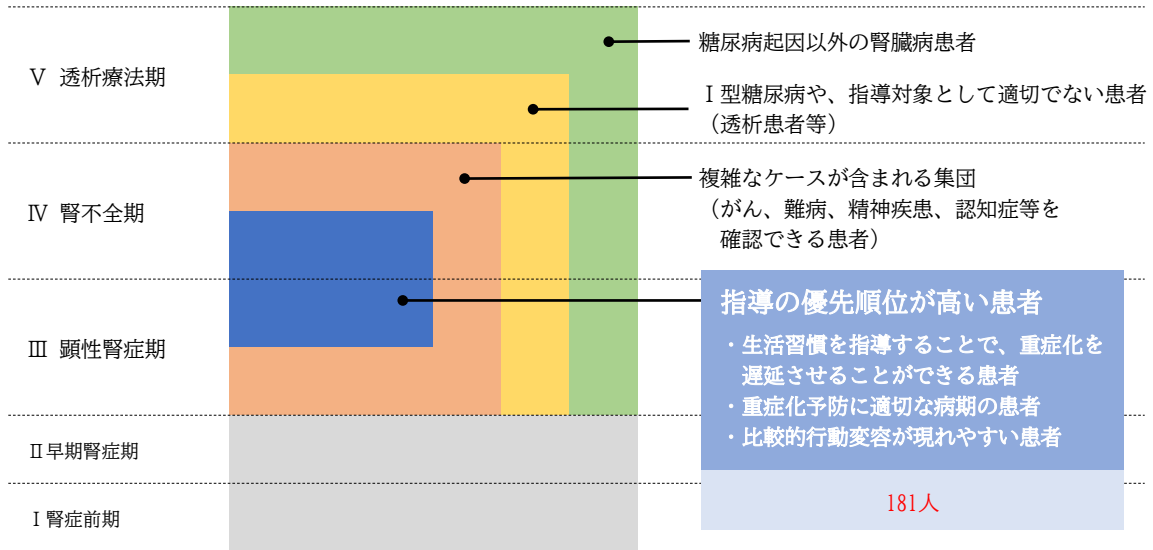 Ⅴ 透析療法期
Ⅳ 腎不全期
Ⅲ 顕性腎症期
Ⅱ早期腎症期
Ⅰ腎症前期
糖尿病起因以外の腎臓病患者
Ⅰ型糖尿病や、指導対象として適切でない患者
（透析患者等）
複雑なケースが含まれる集団
（がん、難病、精神疾患、認知症等を
確認できる患者）
指導の優先順位が高い患者
・生活習慣を指導することで、重症化を
遅延させることができる患者
・重症化予防に適切な病期の患者
・比較的行動変容が現れやすい患者
181人